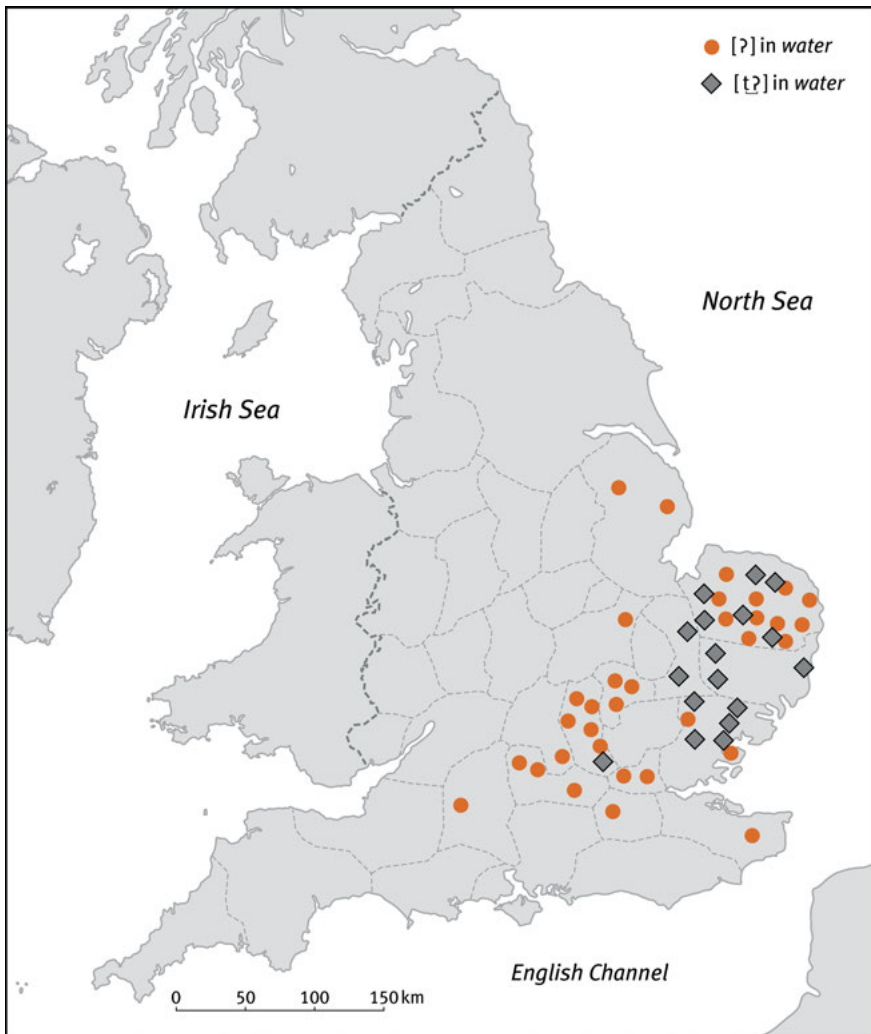 [ʔ] in water
[t͟ʔ] in water
North Sea
Irish Sea
English Channel
0 50 100 150 km